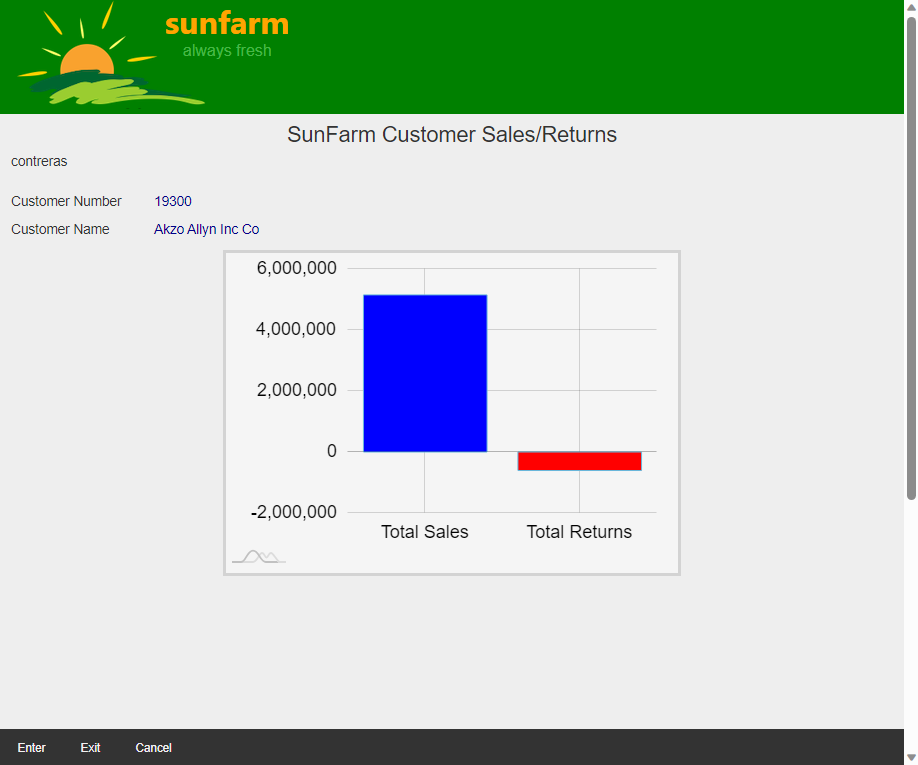 sunfarm
always fresh
SunFarm Customer Sales/Returns
contreras
Customer Number 19300
Customer Name Akzo Allyn Inc Co
6,000,000
4,000,000
2,000,000
0
-2,000,000
Total Sales Total Returns
Enter Exit Cancel